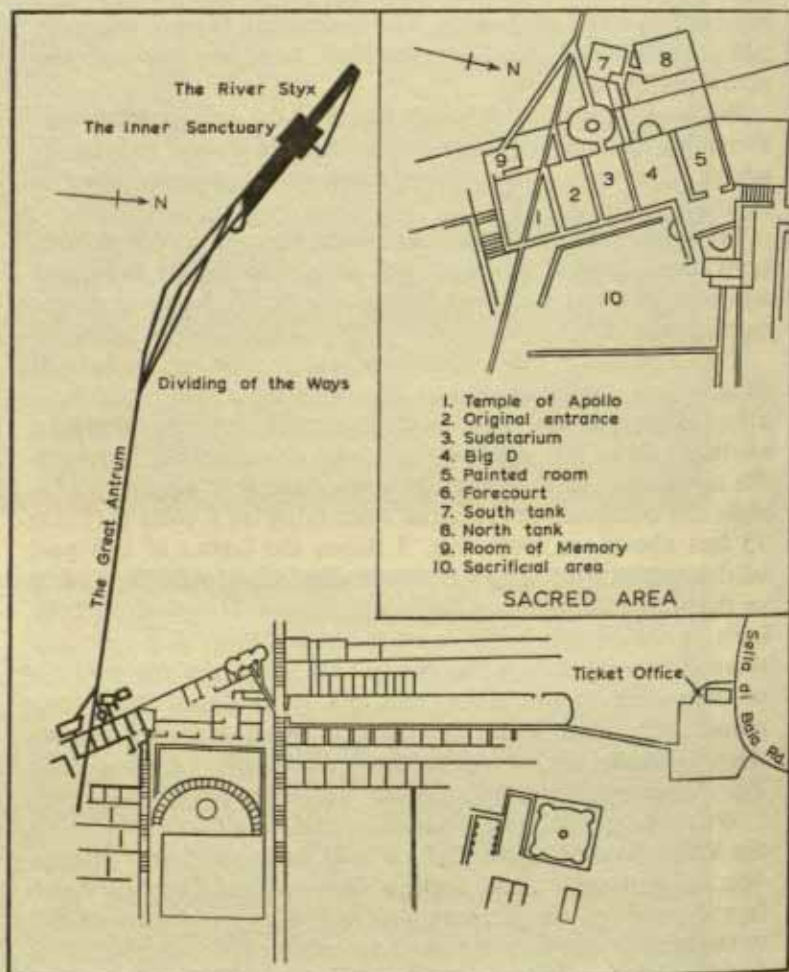 The River Styx
The Inner Sanctuary
N
Dividing of the Ways
The Great Antrum
N
7
8
9
1
2
3
4
5
10
1. Temple of Apollo
2. Original entrance
3. Sudatarium
4. Big D
5. Painted room
6. Forecourt
7. South tank
8. North tank
9. Room of Memory
10. Sacrificial area
SACRED AREA
Ticket Office
Sella di Baia Rd.